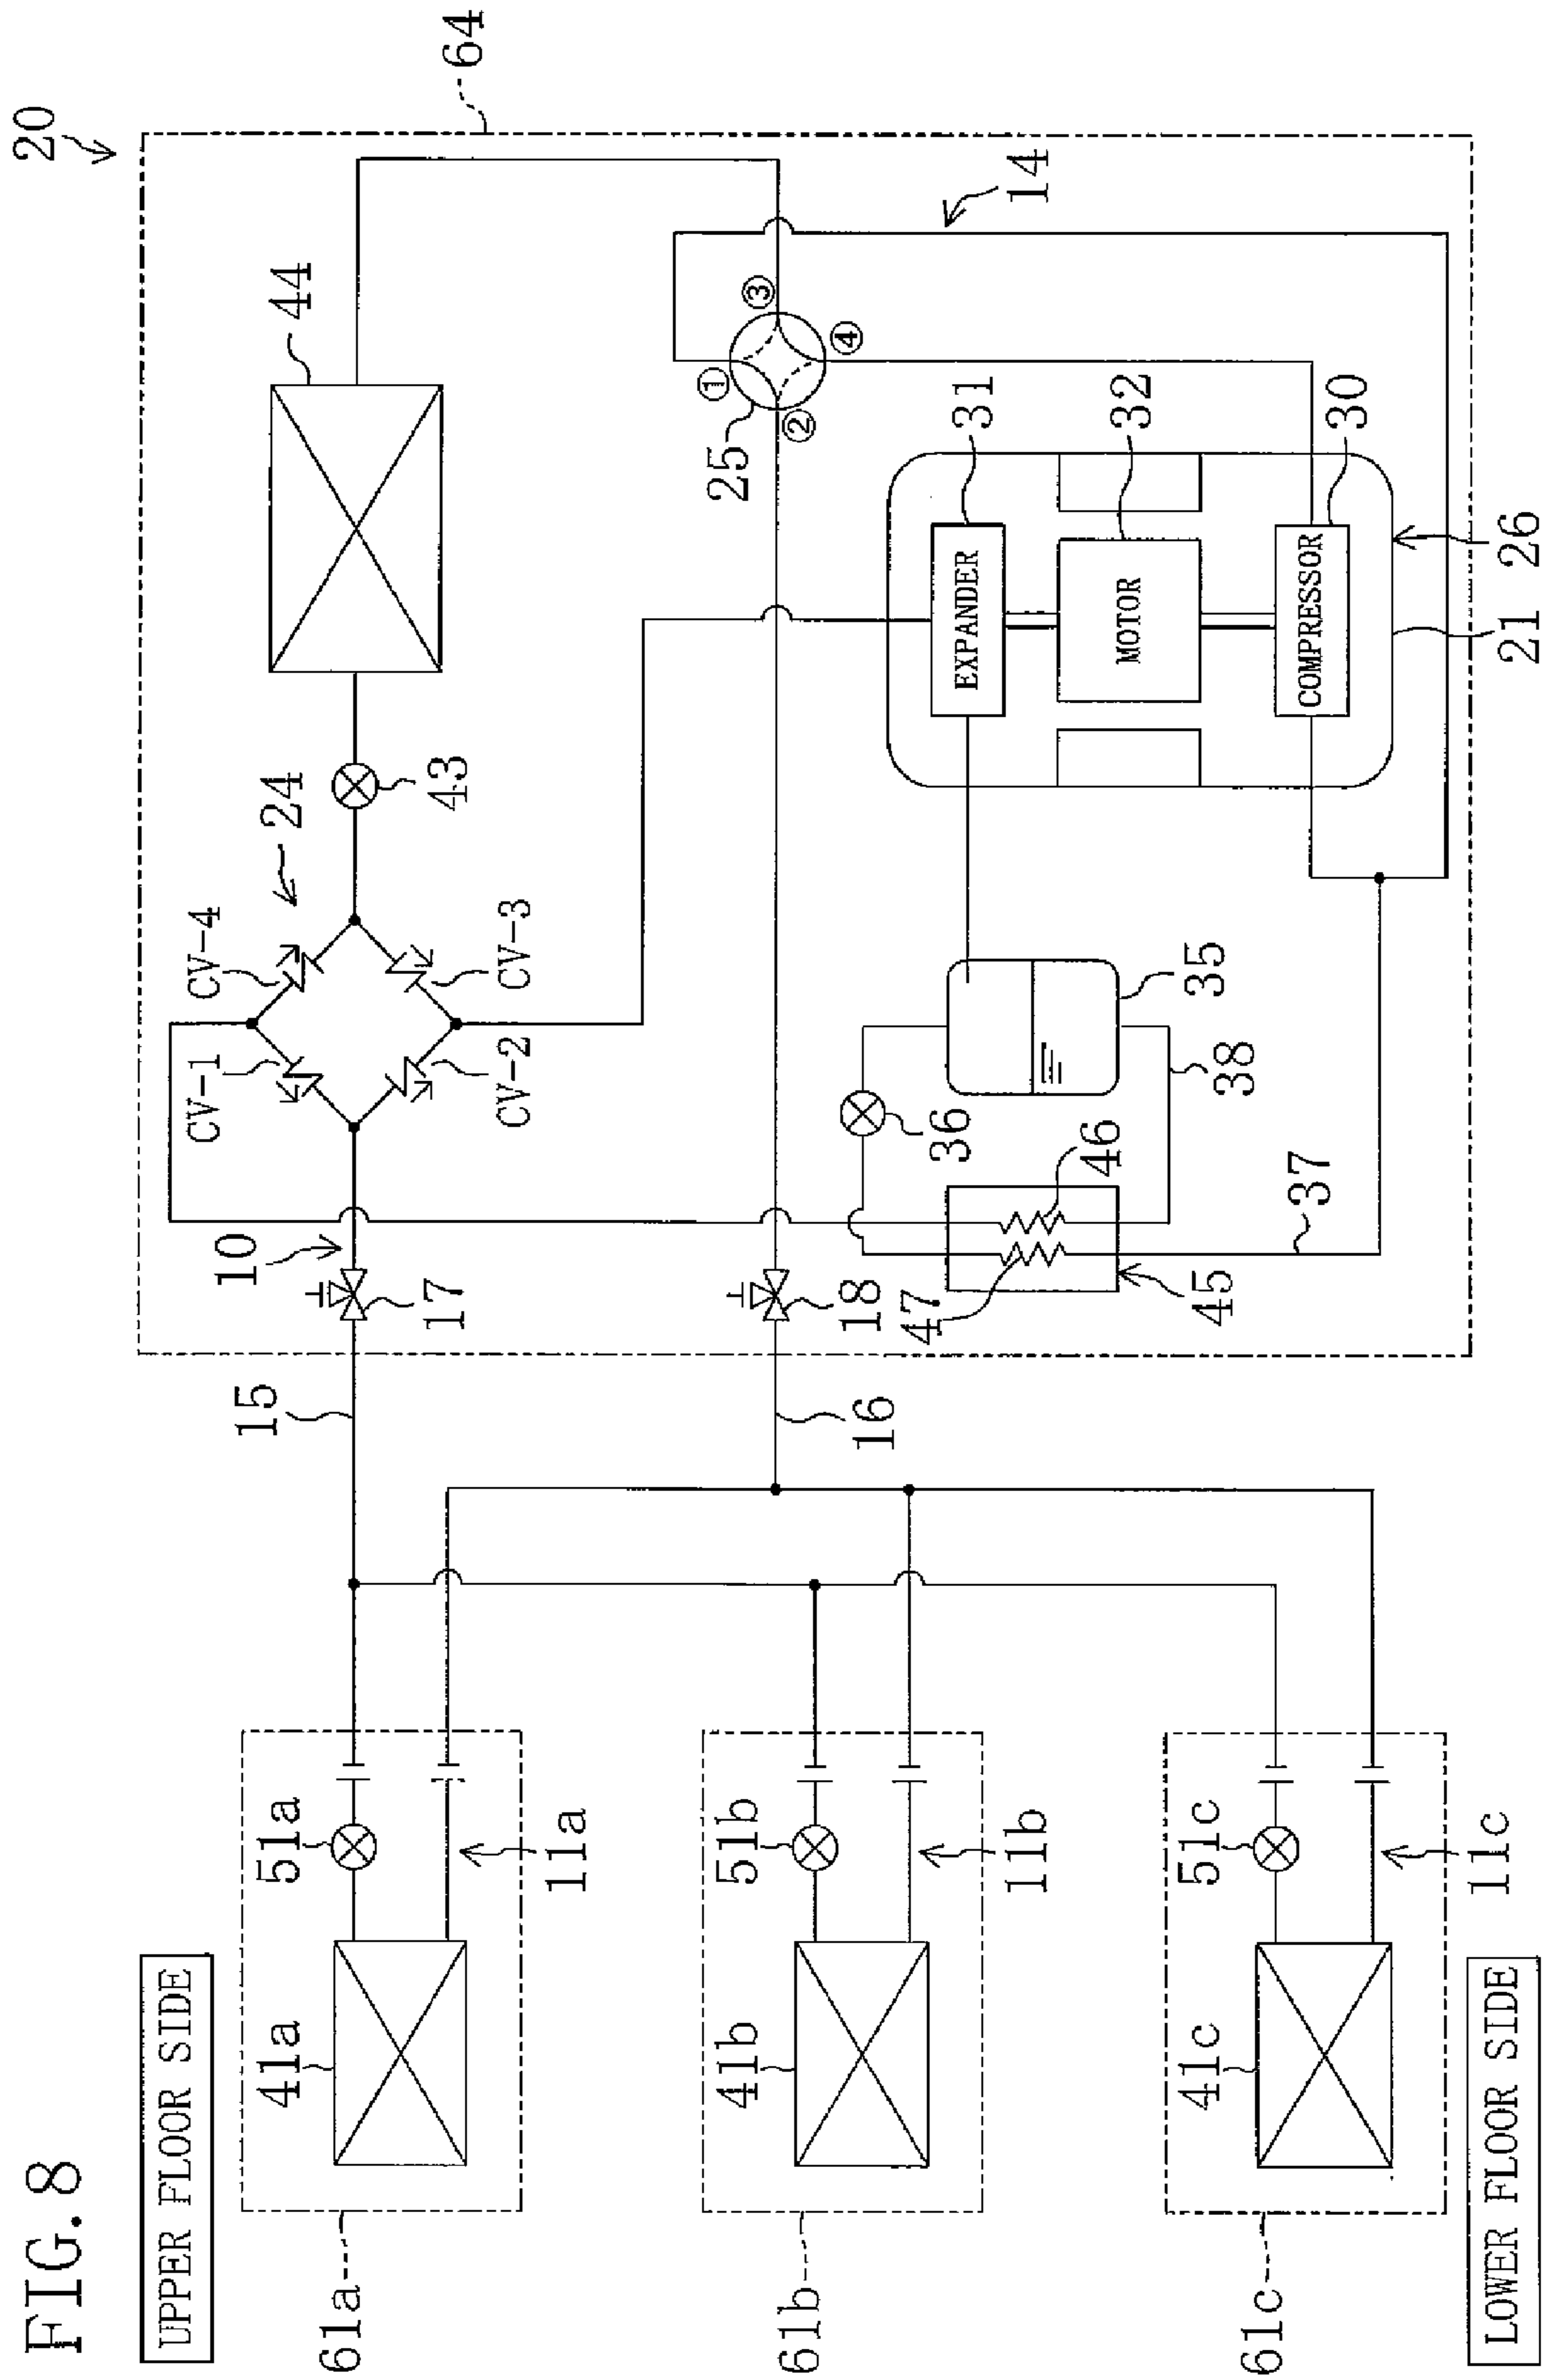 FIG. 8
UPPER FLOOR SIDE
LOWER FLOOR SIDE
20
64
44
14
24
43
CV-4
CV-3
CV-1
CV-2
25
①
②
③
④
31
32
30
EXPANDER
MOTOR
COMPRESSOR
26
21
35
36
38
46
37
10
17
18
47
45
15
16
51a
11a
41a
61a
51b
11b
41b
61b
51c
11c
41c
61c